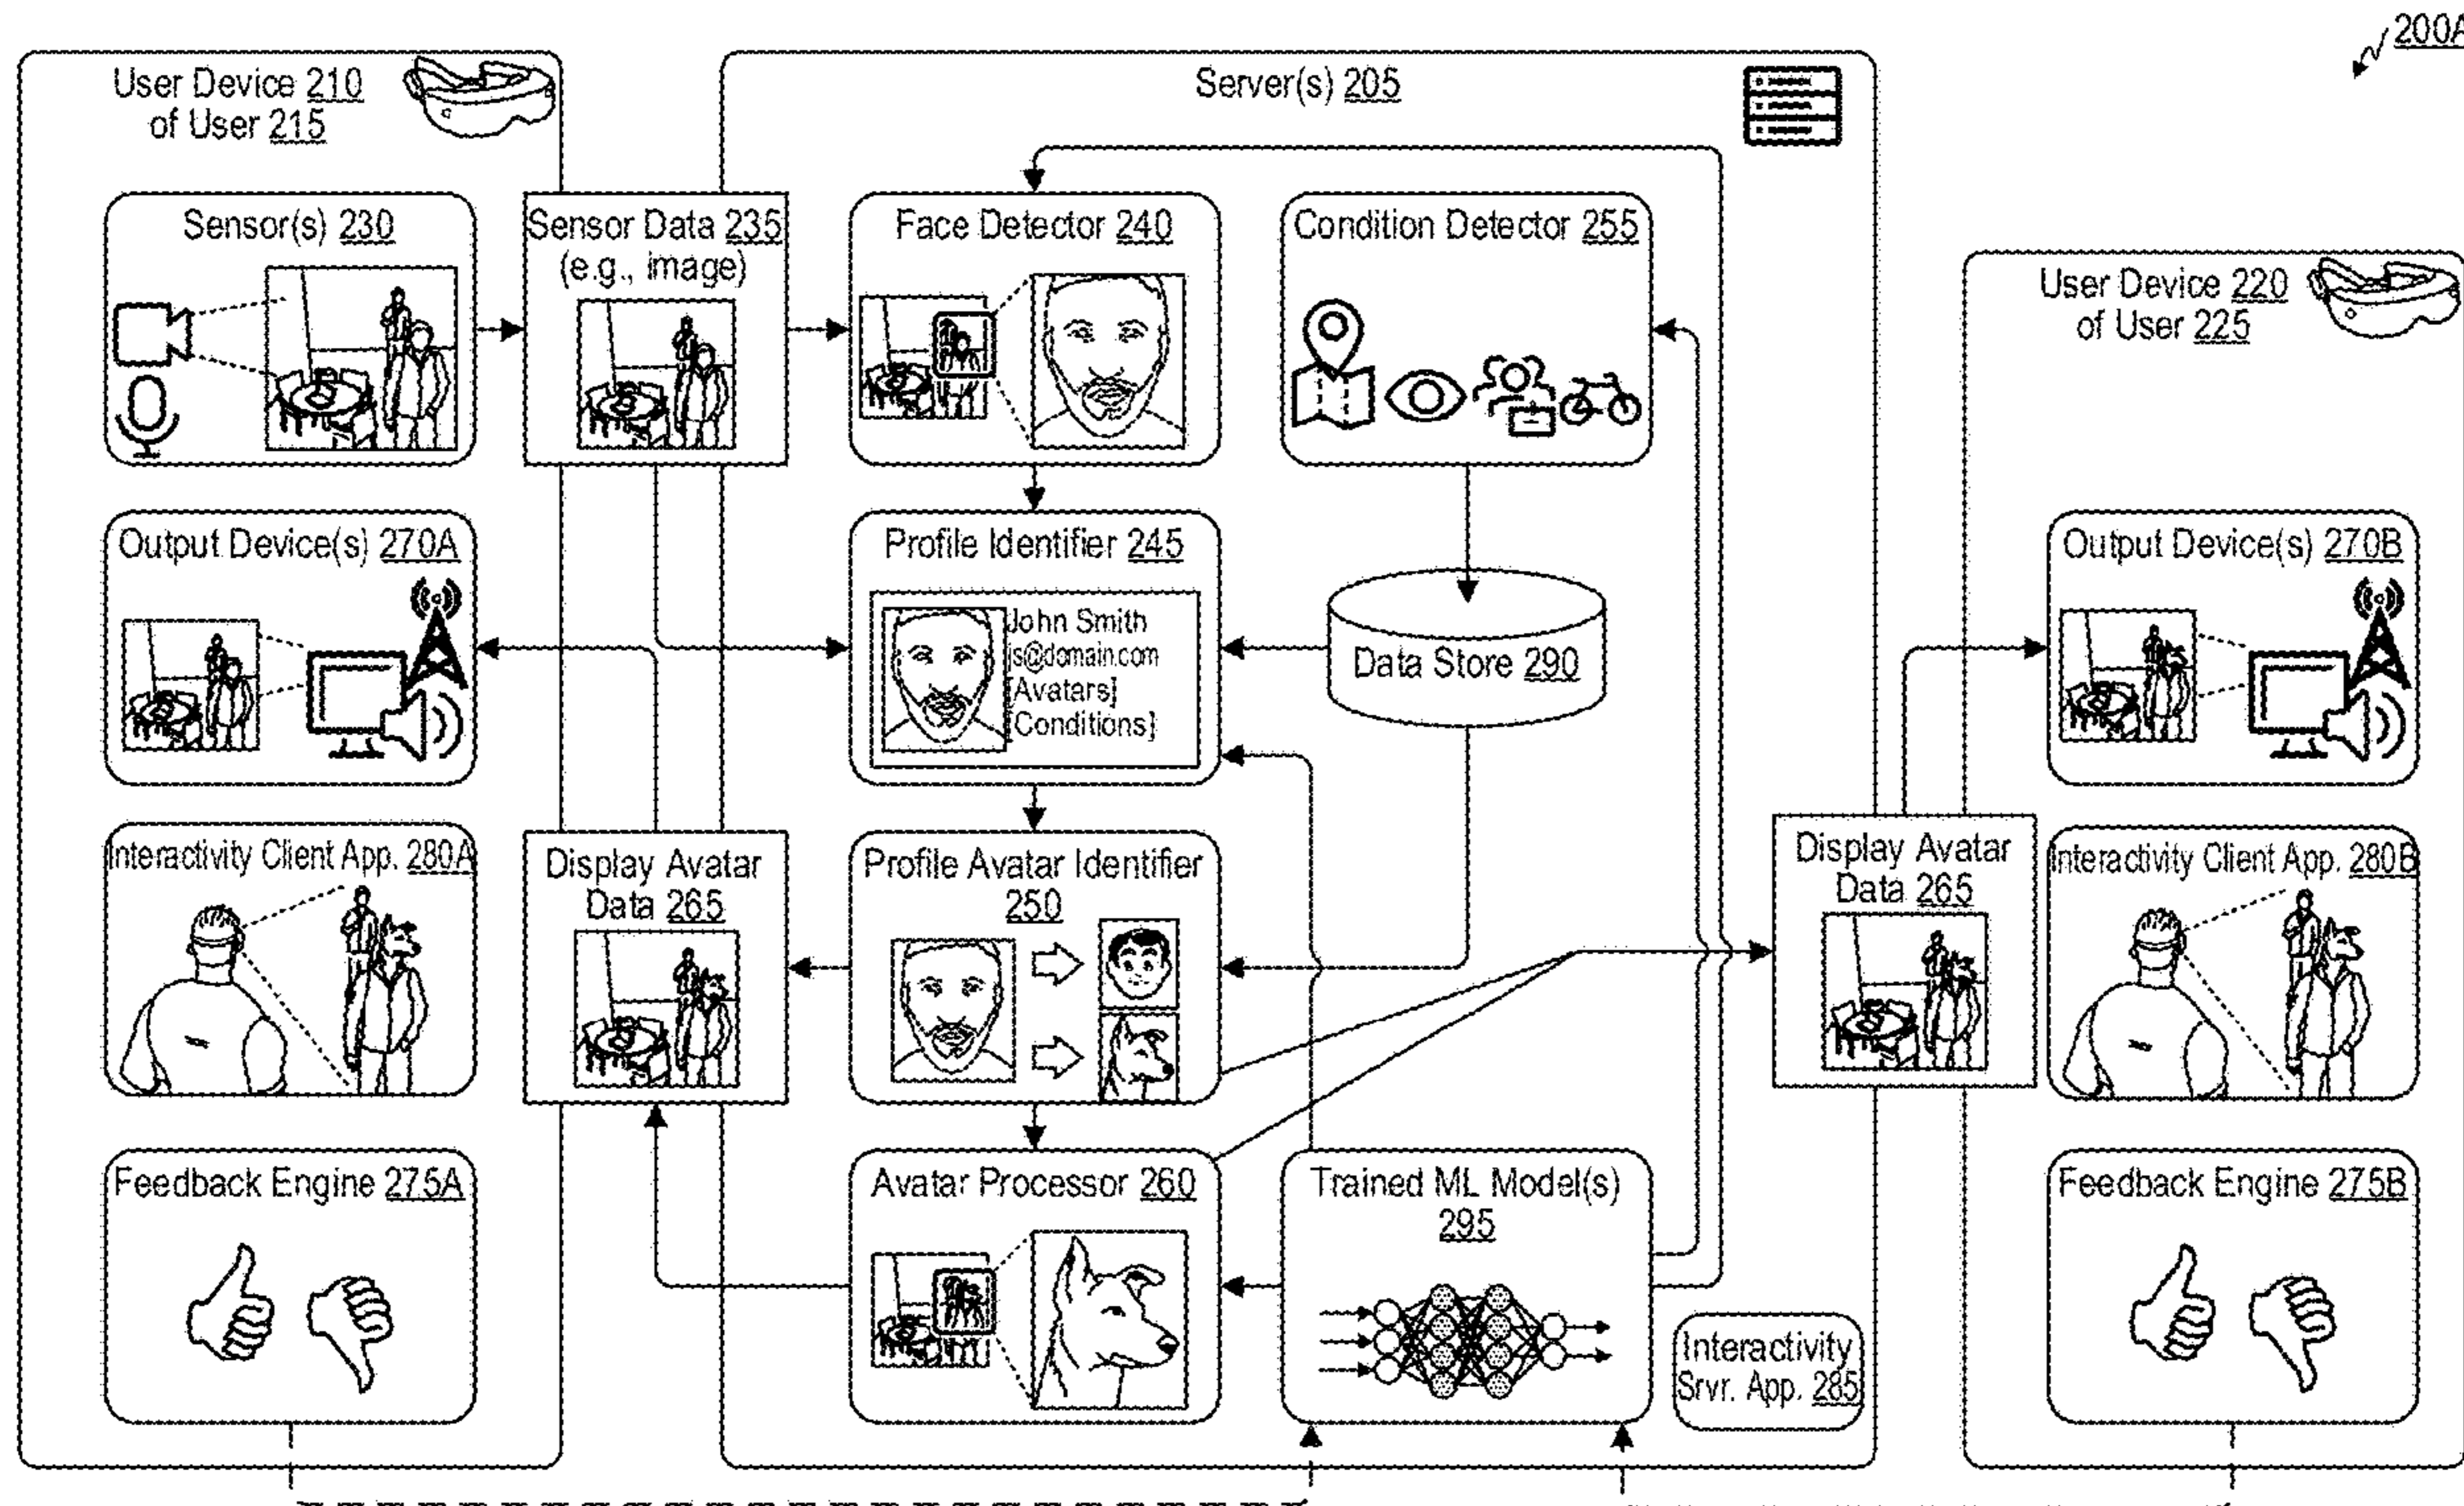 200A
User Device 210
of User 215
Server(s) 205
Sensor(s) 230
Sensor Data 235
(e.g., image)
Face Detector 240
Condition Detector 255
User Device 220
of User 225
Output Device(s) 270A
Profile Identifier 245
John Smith
js@domain.com
[Avatars]
[Conditions]
Data Store 290
Output Device(s) 270B
Interactivity Client App. 280A
Display Avatar
Data 265
Profile Avatar Identifier
250
Display Avatar
Data 265
Interactivity Client App. 280B
Feedback Engine 275A
Avatar Processor 260
Trained ML Model(s)
295
Interactivity
Srvr. App. 285
Feedback Engine 275B